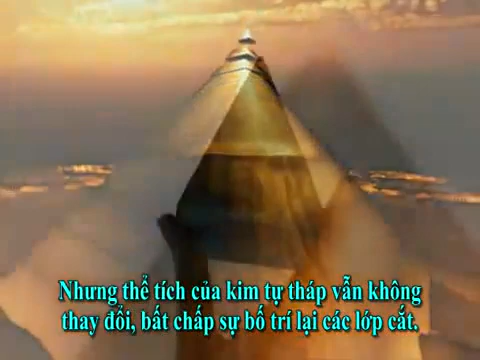 Nhưng thể tích của kim tự tháp vẫn không
thay đổi, bất chấp sự bố trí lại các lớp cắt.